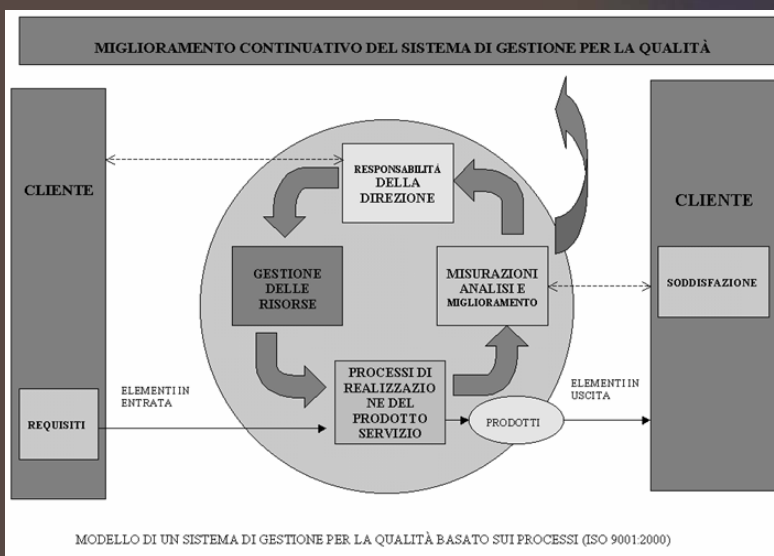 MIGLIORAMENTO CONTINUATIVO DEL SISTEMA DI GESTIONE PER LA QUALITÀ
CLIENTE
RESPONSABILITÀ
DELLA
DIREZIONE
CLIENTE
GESTIONE
DELLE
RISORSE
MISURAZIONI
ANALISI E
MIGLIORAMENTO
SODDISFAZIONE
PROCESSI DI
REALIZZAZIO
NE DEL
PRODOTTO
SERVIZIO
ELEMENTI IN
ENTRATA
ELEMENTI IN
USCITA
REQUISITI
PRODOTTI
MODELLO DI UN SISTEMA DI GESTIONE PER LA QUALITÀ BASATO SUI PROCESSI (ISO 9001:2000)